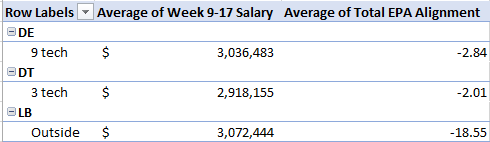 Row Labels Average of Week 9-17 Salary Average of Total EPA Alignment
DE
9 tech $ 3,036,483 -2.84
DT
3 tech $ 2,918,155 -2.01
LB
Outside $ 3,072,444 -18.55